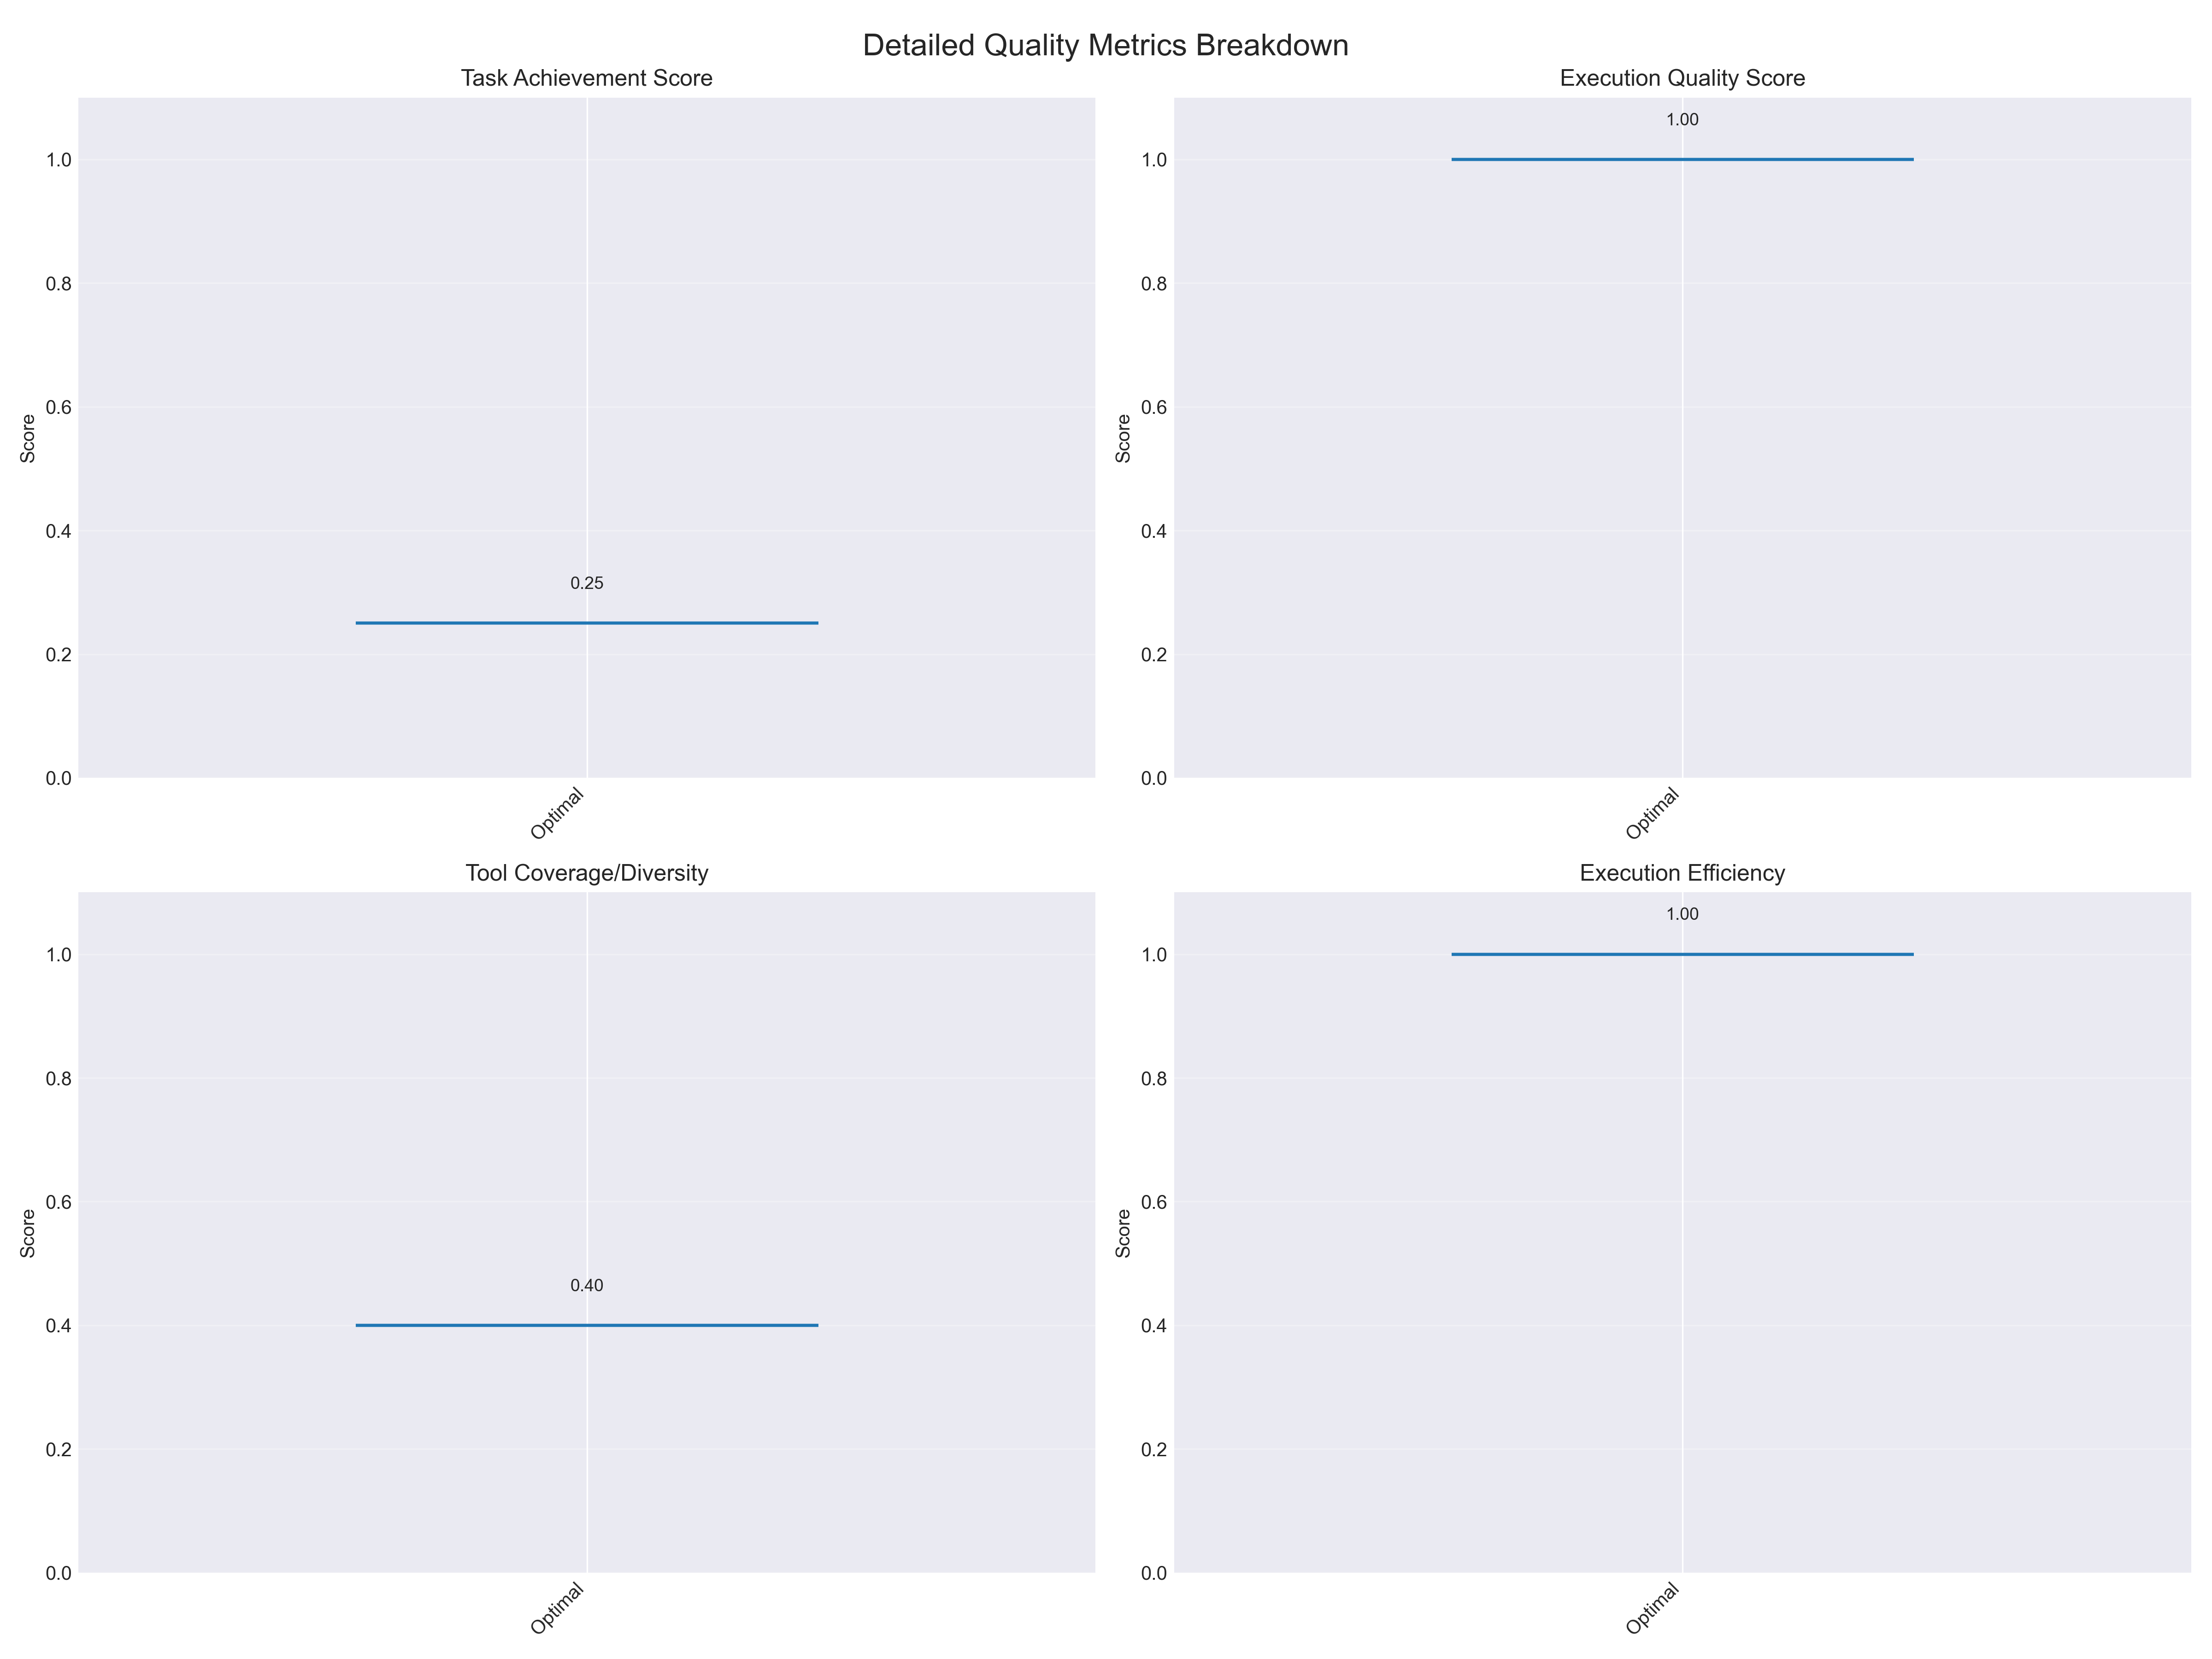 Detailed Quality Metrics Breakdown
Task Achievement Score
1.0
0.8
0.6
0.4
0.2
0.0
Score
0.25
Optimal
Execution Quality Score
1.0
0.8
0.6
0.4
0.2
0.0
Score
1.00
Optimal
Tool Coverage/Diversity
1.0
0.8
0.6
0.4
0.2
0.0
Score
0.40
Optimal
Execution Efficiency
1.0
0.8
0.6
0.4
0.2
0.0
Score
1.00
Optimal